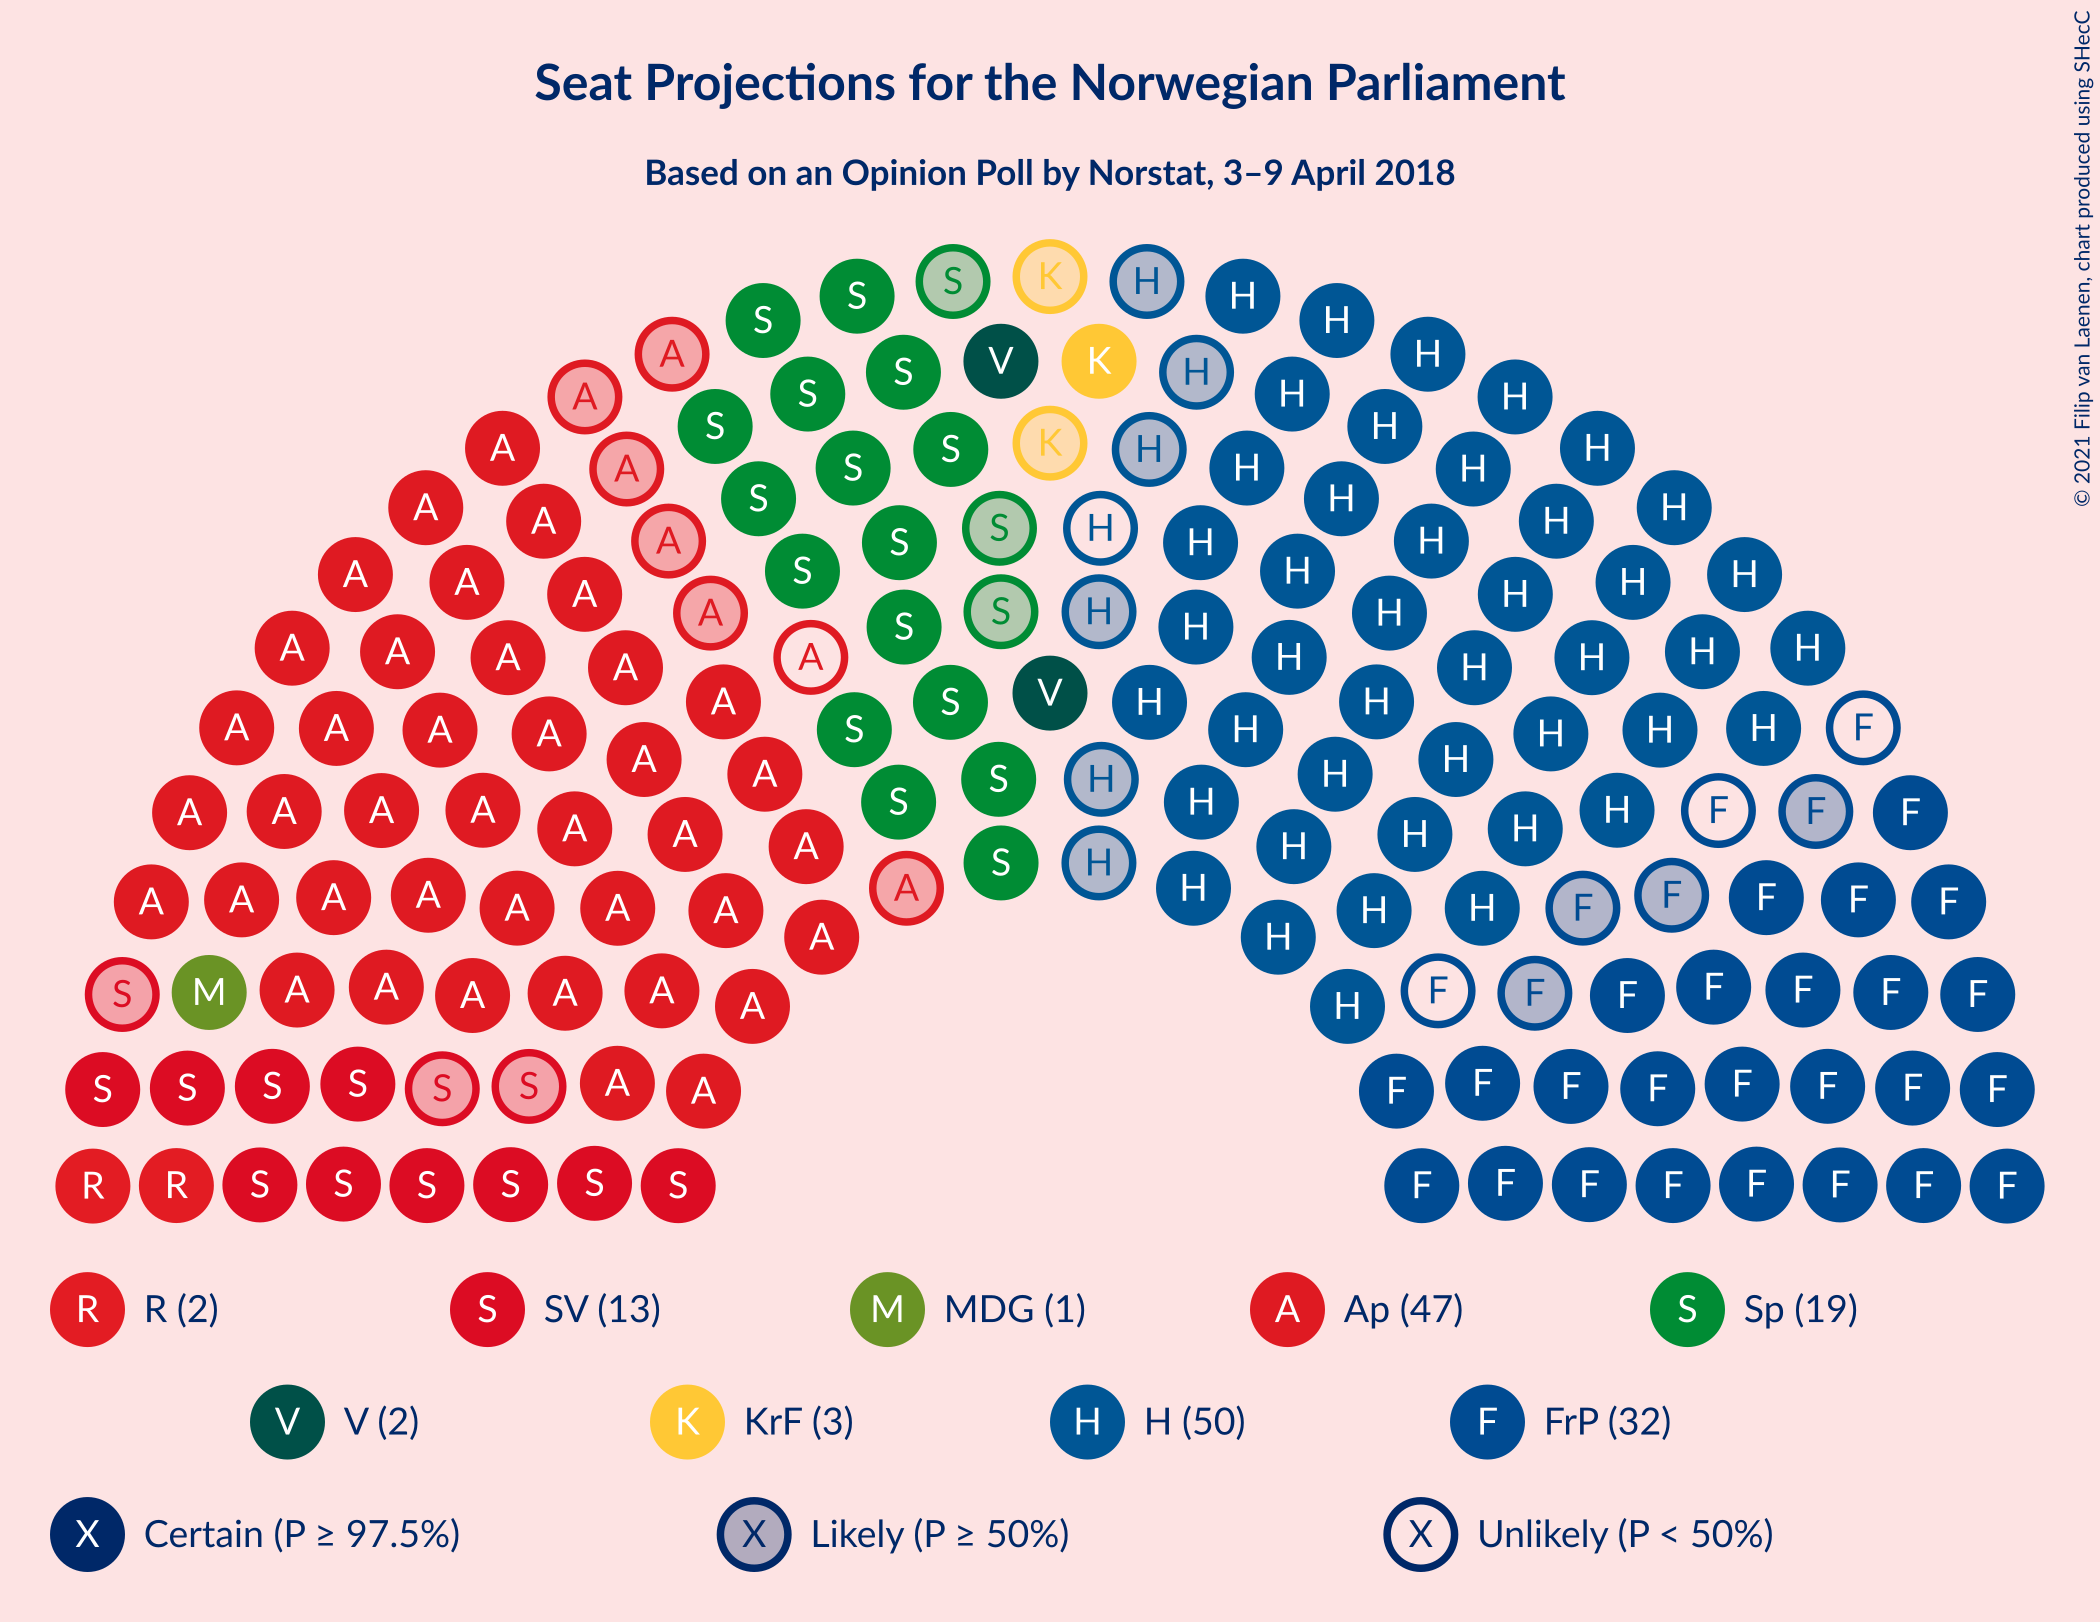 Seat Projections for the Norwegian Parliament
Based on an Opinion Poll by Norstat, 3–9 April 2018
© 2021 Filip van Laenen, chart produced using SHecC
S S S K H H H
A A S S S V K H H H H H
A A A S S S K H H H H H H
A A A A S S S S H H H H H H H
A A A A A S S S H H H H H H H
A A A A A A S S V H H H H H H H
A A A A A A A S S H H H H H H H H F
A A A A A A A A S H H H H H H F F F
A A A A A A A A A H H H H H F F F F F
S M A A A A A A H F F F F F F F
S S S S S S A A F F F F F F F F
R R S S S S S S F F F F F F F F
R R (2) S SV (13) M MDG (1) A Ap (47) S Sp (19)
V V (2) K KrF (3) H H (50) F FrP (32)
X Certain (P ≥ 97.5%) X Likely (P ≥ 50%) X Unlikely (P < 50%)